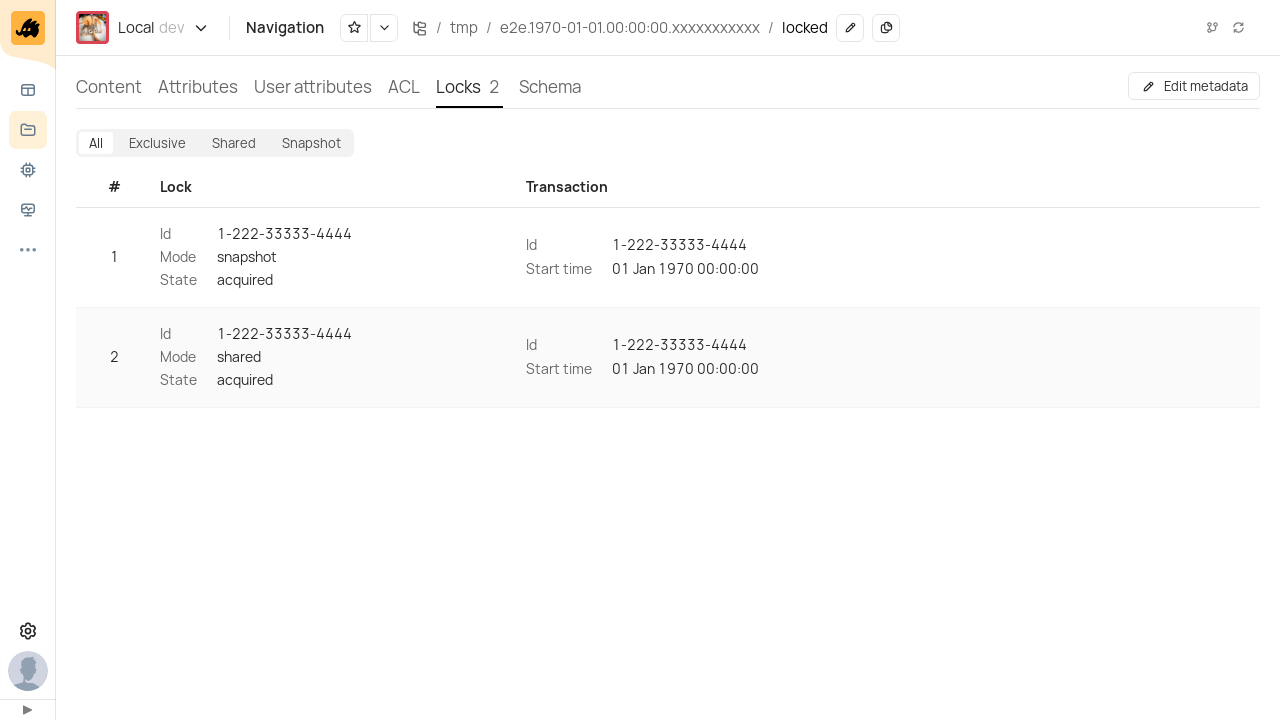 Local dev Navigation / tmp / e2e.1970-01-01.00:00:00.xxxxxxxxxxx / locked
Content Attributes User attributes ACL Locks 2 Schema Edit metadata
All Exclusive Shared Snapshot
# Lock Transaction
1
Id 1-222-33333-4444
Mode snapshot
State acquired
Id 1-222-33333-4444
Start time 01 Jan 1970 00:00:00
2
Id 1-222-33333-4444
Mode shared
State acquired
Id 1-222-33333-4444
Start time 01 Jan 1970 00:00:00